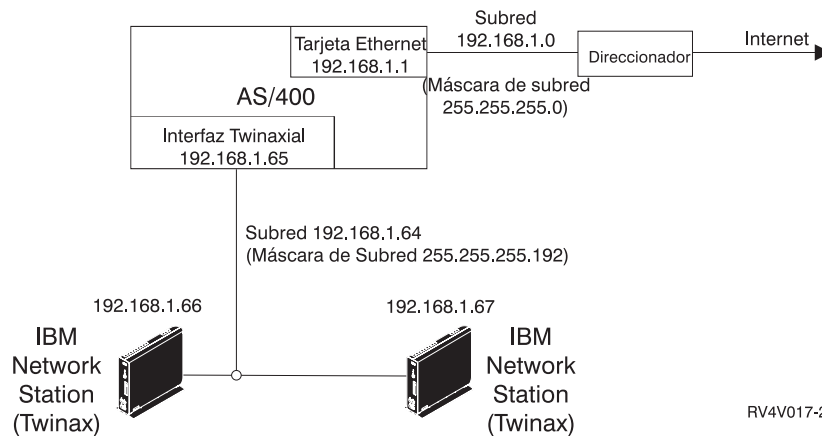 Subred
192.168.1.0
Tarjeta Ethernet
192.168.1.1
Direccionador
Internet
(Máscara de subred
255.255.255.0)
AS/400
Interfaz Twinaxial
192.168.1.65
Subred 192.168.1.64
(Máscara de Subred 255.255.255.192)
192.168.1.66
192.168.1.67
IBM
Network
Station
(Twinax)
IBM
Network
Station
(Twinax)
RV4V017-2